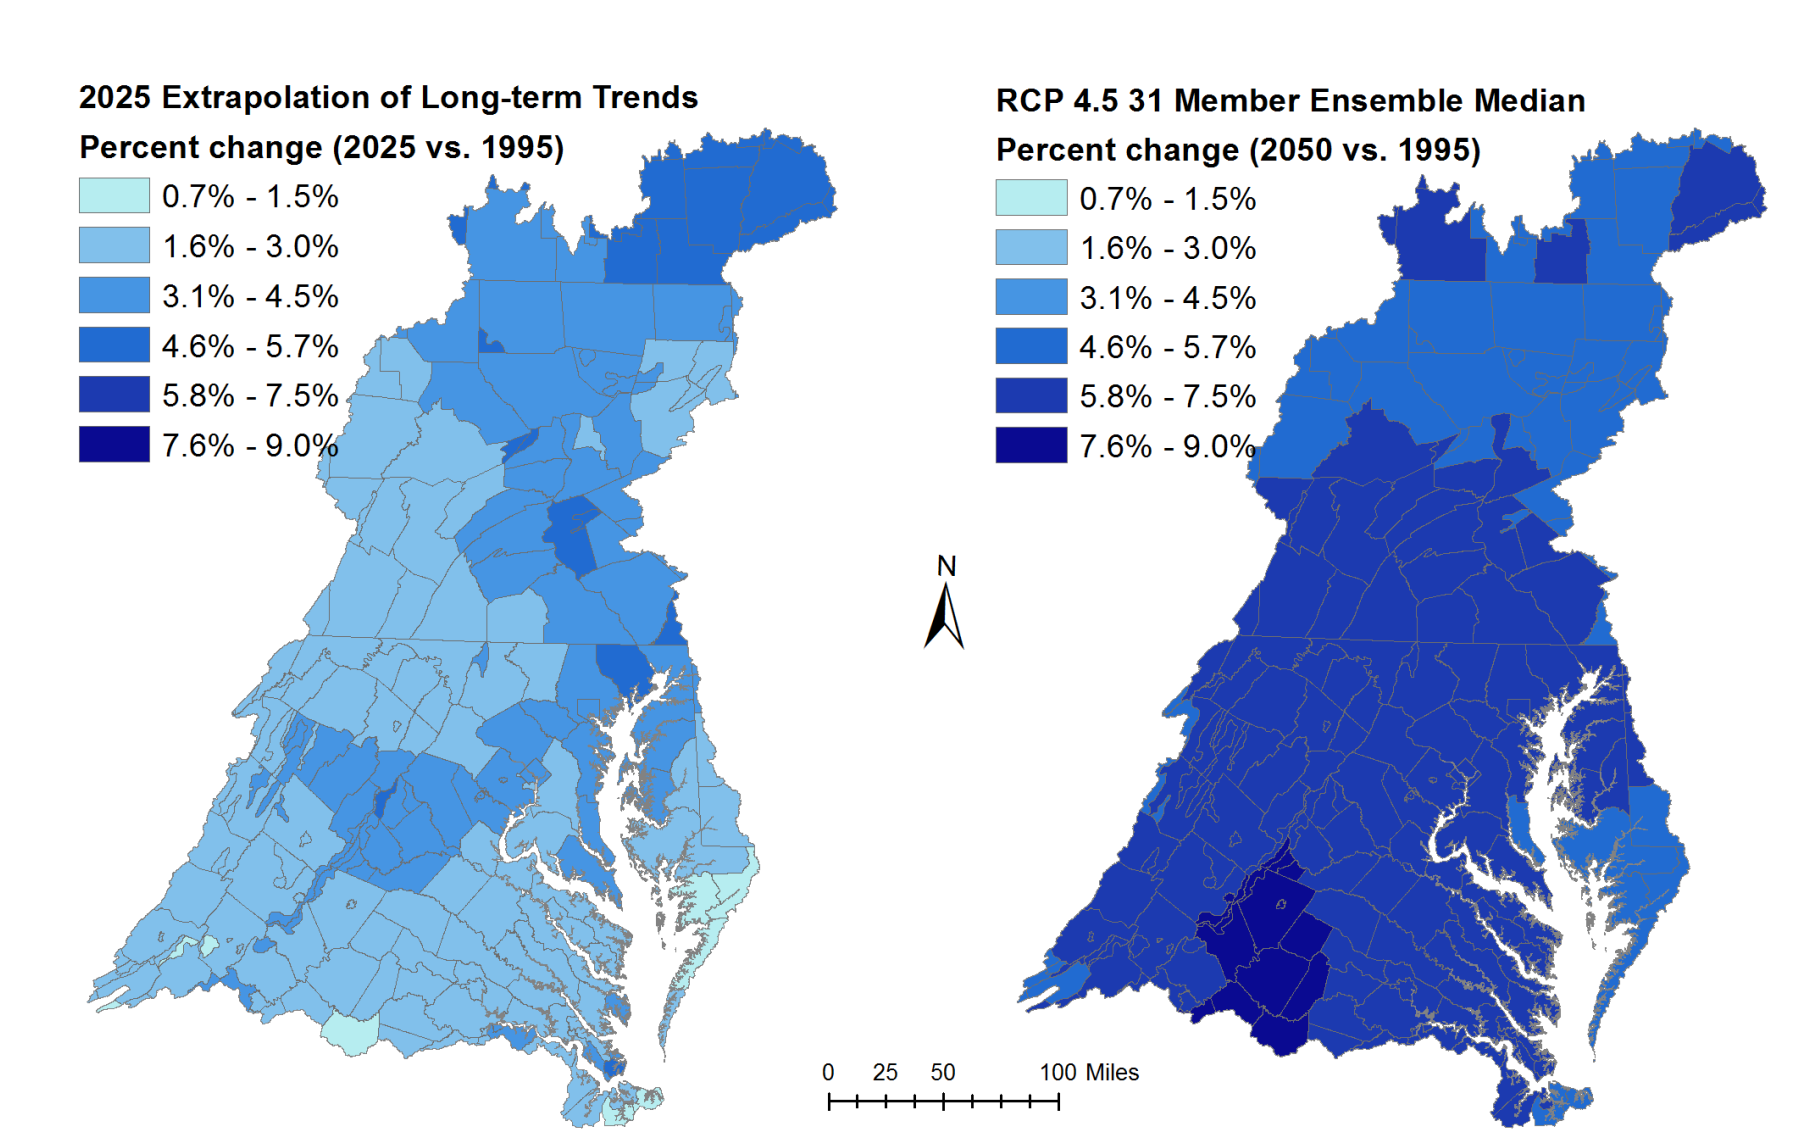 2025 Extrapolation of Long-term Trends
Percent change (2025 vs. 1995)
0.7% - 1.5%
1.6% - 3.0%
3.1% - 4.5%
4.6% - 5.7%
5.8% - 7.5%
7.6% - 9.0%
RCP 4.5 31 Member Ensemble Median
Percent change (2050 vs. 1995)
0.7% - 1.5%
1.6% - 3.0%
3.1% - 4.5%
4.6% - 5.7%
5.8% - 7.5%
7.6% - 9.0%
N
0 25 50 100 Miles